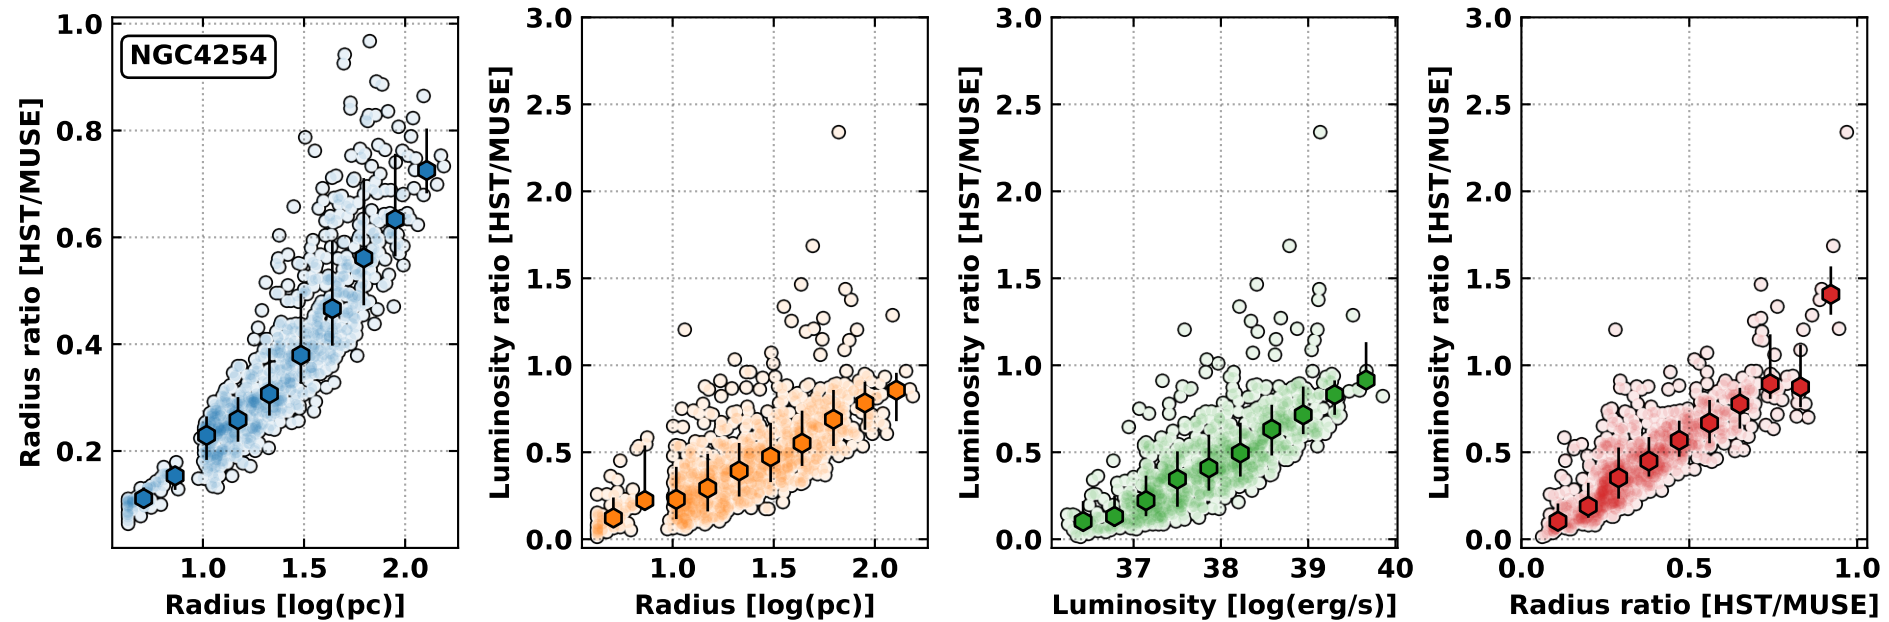 NGC4254
Radius ratio [HST/MUSE]
1.0
0.8
0.6
0.4
0.2
1.0 1.5 2.0
Radius [log(pc)]
Luminosity ratio [HST/MUSE]
3.0
2.5
2.0
1.5
1.0
0.5
0.0
1.0 1.5 2.0
Radius [log(pc)]
Luminosity ratio [HST/MUSE]
3.0
2.5
2.0
1.5
1.0
0.5
0.0
37 38 39 40
Luminosity [log(erg/s)]
Luminosity ratio [HST/MUSE]
3.0
2.5
2.0
1.5
1.0
0.5
0.0
0.0 0.5 1.0
Radius ratio [HST/MUSE]